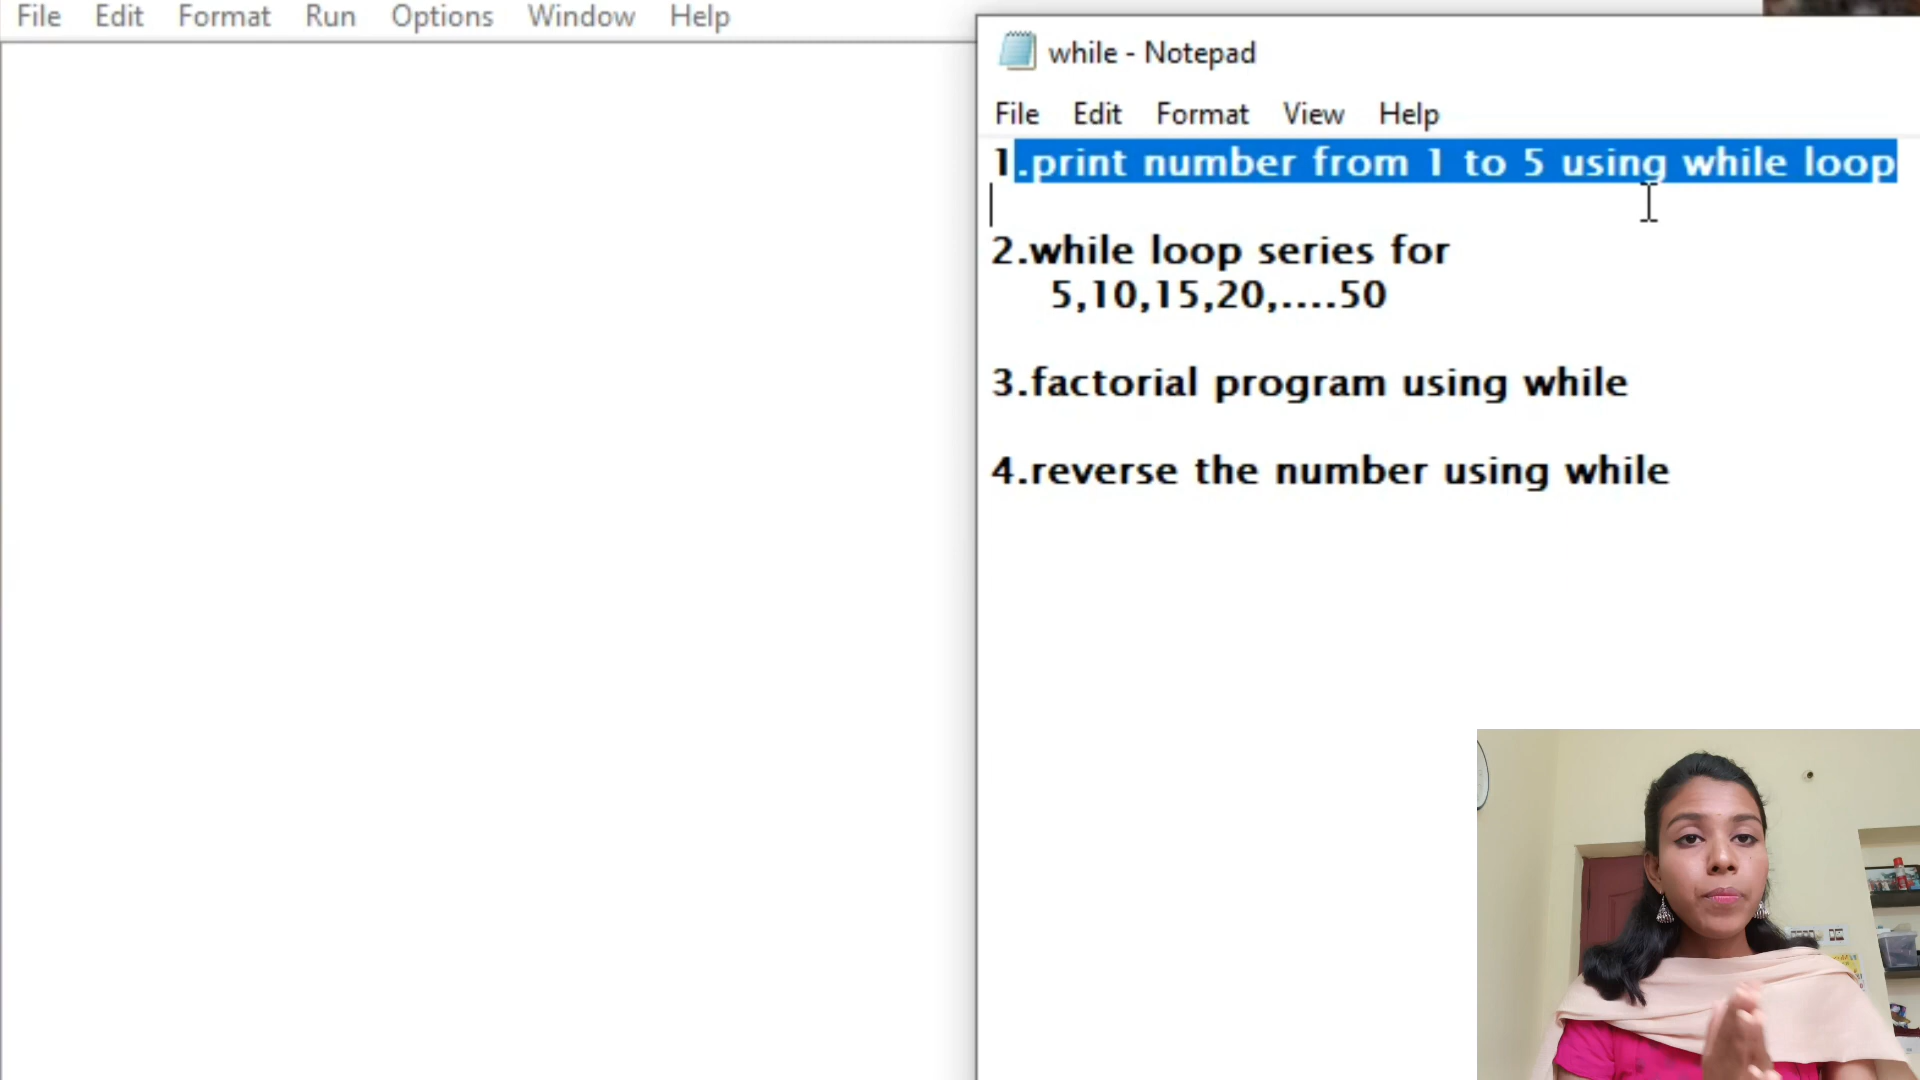 File Edit Format Run Options Window Help
while - Notepad
File Edit Format View Help
1.print number from 1 to 5 using while loop
2.while loop series for
5,10,15,20,....50
3.factorial program using while
4.reverse the number using while